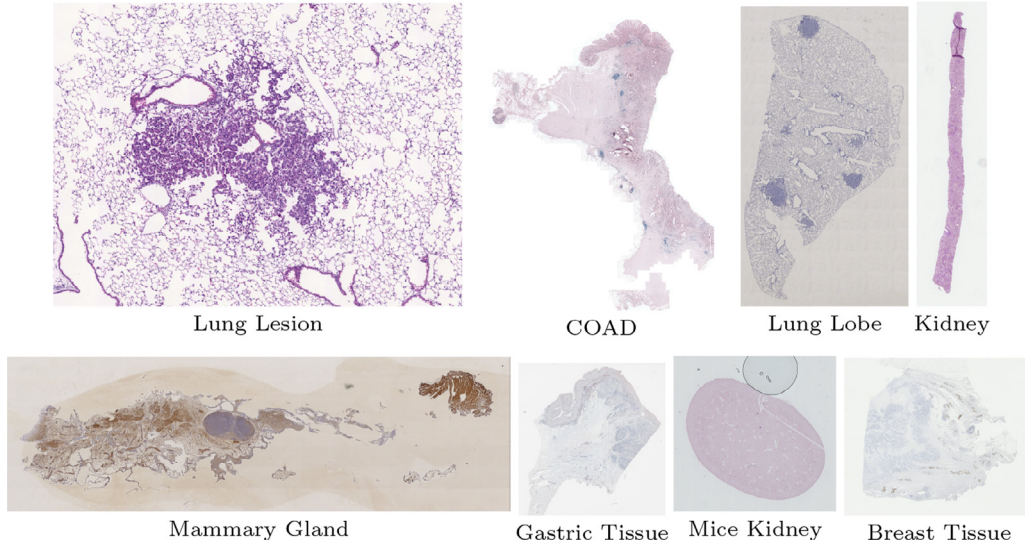 Lung Lesion
COAD
Lung Lobe
Kidney
Mammary Gland
Gastric Tissue
Mice Kidney
Breast Tissue